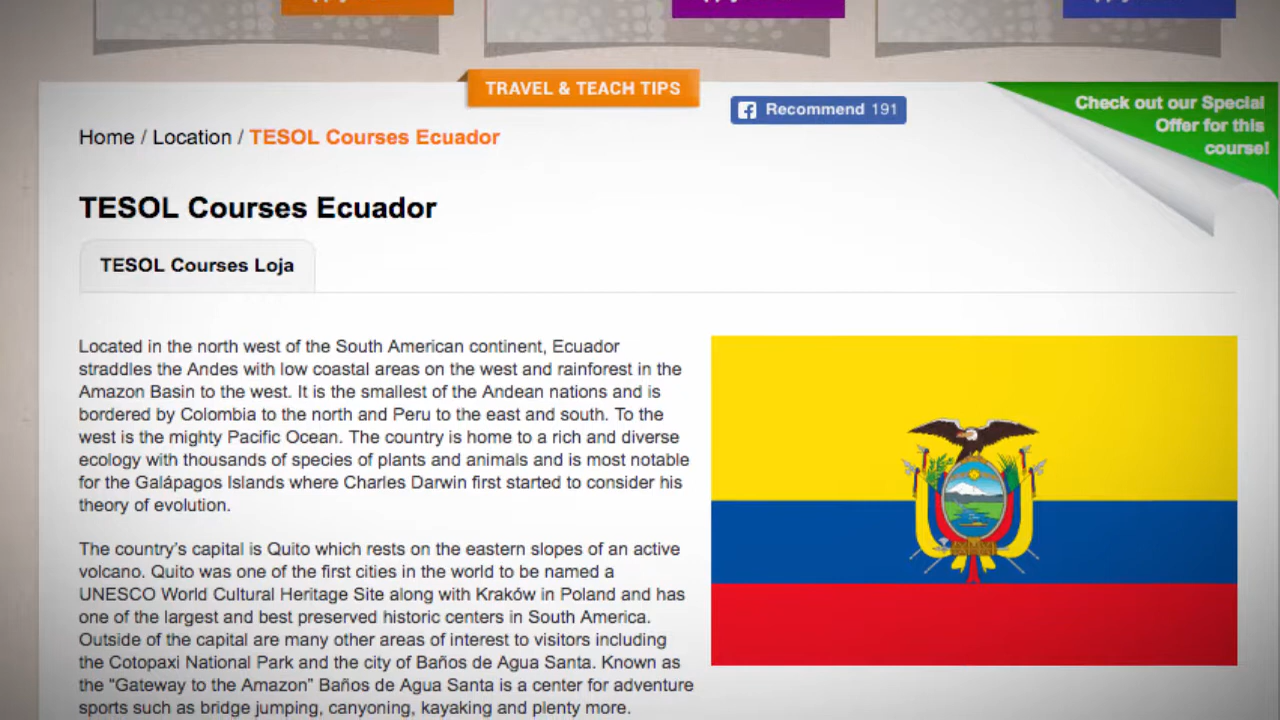 TRAVEL & TEACH TIPS
Recommend 191
Check out our Special
Offer for this
course!
Home / Location / TESOL Courses Ecuador
TESOL Courses Ecuador
TESOL Courses Loja
Located in the north west of the South American continent, Ecuador
straddles the Andes with low coastal areas on the west and rainforest in the
Amazon Basin to the west. It is the smallest of the Andean nations and is
bordered by Colombia to the north and Peru to the east and south. To the
west is the mighty Pacific Ocean. The country is home to a rich and diverse
ecology with thousands of species of plants and animals and is most notable
for the Galápagos Islands where Charles Darwin first started to consider his
theory of evolution.
The country's capital is Quito which rests on the eastern slopes of an active
volcano. Quito was one of the first cities in the world to be named a
UNESCO World Cultural Heritage Site along with Kraków in Poland and has
one of the largest and best preserved historic centers in South America.
Outside of the capital are many other areas of interest to visitors including
the Cotopaxi National Park and the city of Baños de Agua Santa. Known as
the "Gateway to the Amazon" Baños de Agua Santa is a center for adventure
sports such as bridge jumping, canyoning, kayaking and plenty more.